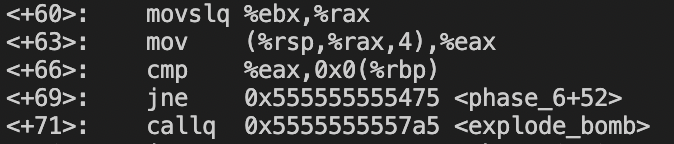 <+60>: movslq %ebx,%rax
<+63>: mov (%rsp,%rax,4),%eax
<+66>: cmp %eax,0x0(%rbp)
<+69>: jne 0x555555555475 <phase_6+52>
<+71>: callq 0x5555555557a5 <explode_bomb>